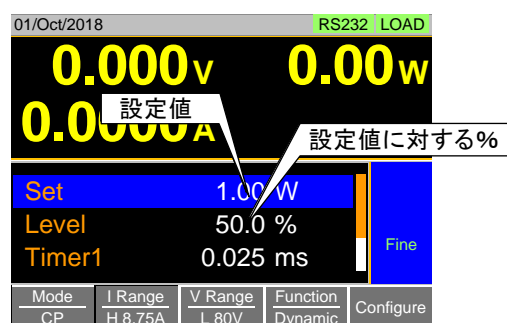 01/Oct/2018 RS232 LOAD
0.000V 0.00W
設定値
0.0000A
設定値に対する%
Set 1.00 W
Level 50.0 %
Timer1 0.025 ms
Fine
Mode I Range V Range Function Configure
CP H 8.75A L 80V Dynamic